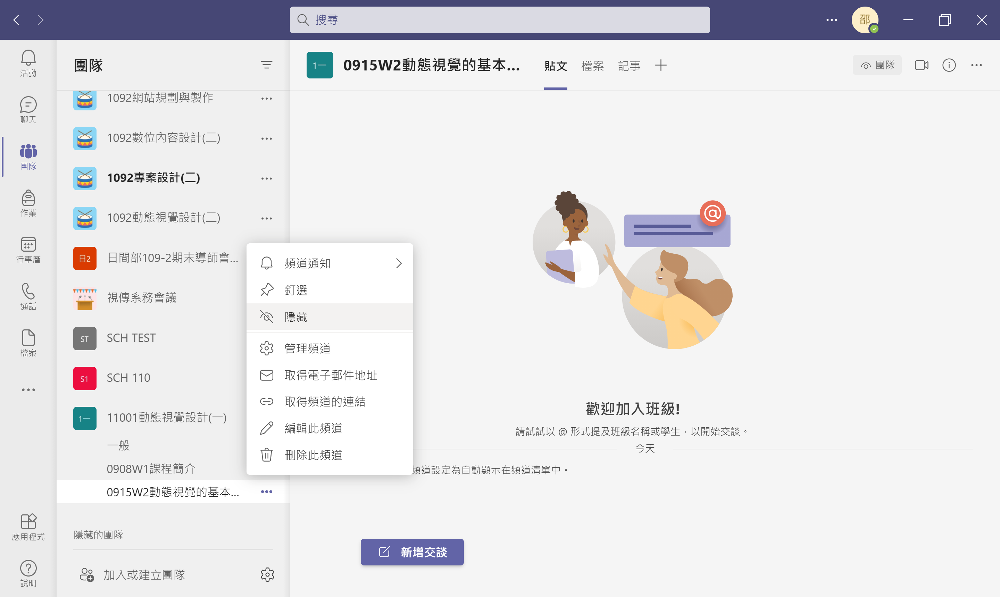 搜尋
邵
活動
聊天
團隊
作業
行事曆
通話
檔案
應用程式
說明
團隊
1092網站規劃與製作
1092數位內容設計(二)
1092專案設計(二)
1092動態視覺設計(二)
日2
日間部109-2期末導師會...
視傳系務會議
ST
SCH TEST
S1
SCH 110
1一
11001動態視覺設計(一)
一般
0908W1課程簡介
0915W2動態視覺的基本...
隱藏的團隊
加入或建立團隊
頻道通知
釘選
隱藏
管理頻道
取得電子郵件地址
取得頻道的連結
編輯此頻道
刪除此頻道
1一
0915W2動態視覺的基本...
貼文
檔案
記事
團隊
@
歡迎加入班級!
請試試以 @ 形式提及班級名稱或學生，以開始交談。
今天
頻道設定為自動顯示在頻道清單中。
新增交談